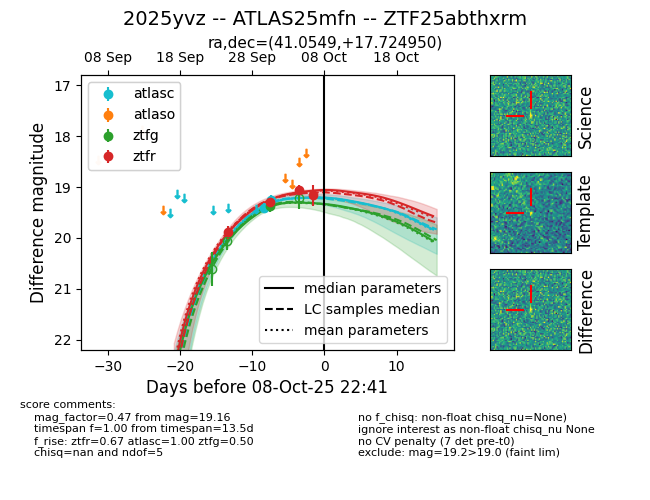 2025yvz -- ATLAS25mfn -- ZTF25abthxrm
ra,dec=(41.0549,+17.724950)
08 Sep 18 Sep 28 Sep 08 Oct 18 Oct
17
18
19
20
21
22
Difference magnitude
atlasc
atlaso
ztfg
ztfr
median parameters
LC samples median
mean parameters
−30 −20 −10 0 10
Days before 08-Oct-25 22:41
Science
Template
Difference
score comments:
mag_factor=0.47 from mag=19.16
timespan f=1.00 from timespan=13.5d
f_rise: ztfr=0.67 atlasc=1.00 ztfg=0.50
chisq=nan and ndof=5
no f_chisq: non-float chisq_nu=None)
ignore interest as non-float chisq_nu None
no CV penalty (7 det pre-t0)
exclude: mag=19.2>19.0 (faint lim)